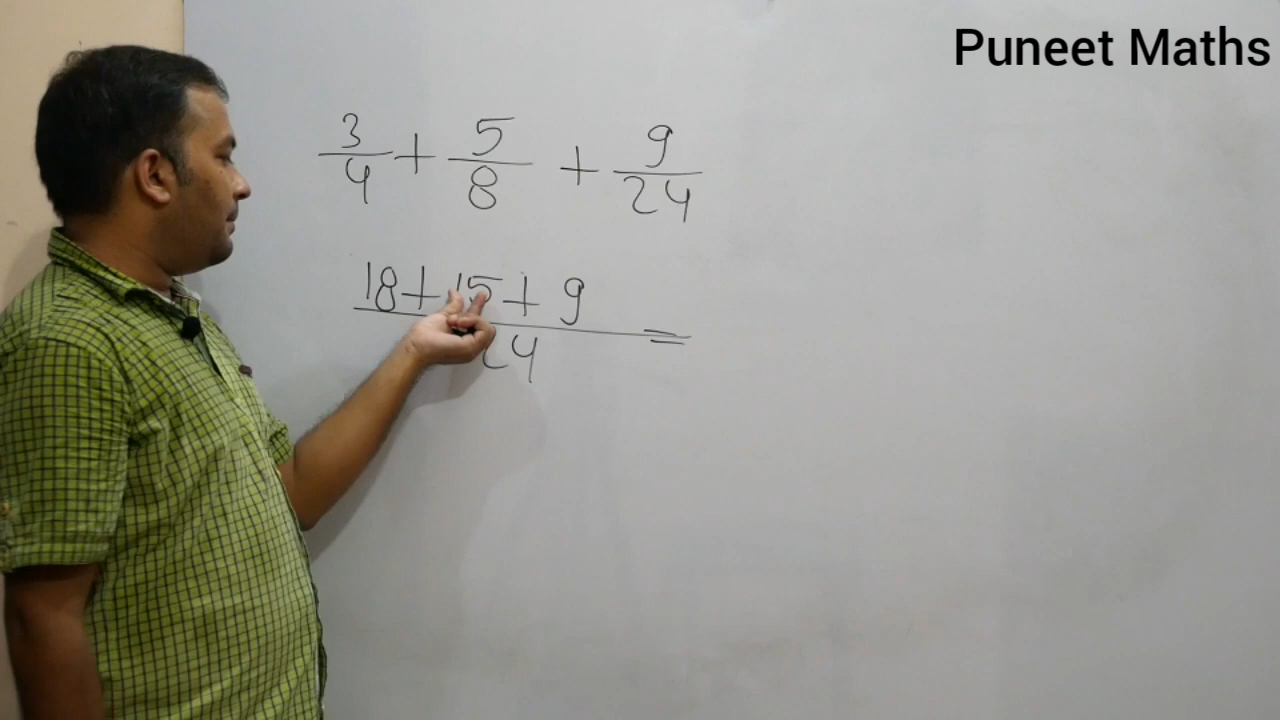 Puneet Maths
3/4 + 5/8 + 9/24
18+15+9/24 =